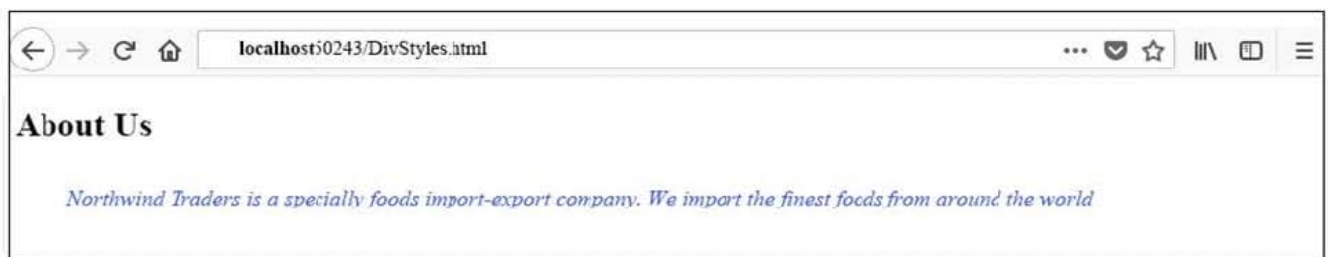 localhost:50243/DivStyles.html
About Us
Northwind Traders is a specially foods import-export company. We import the finest foods from around the world